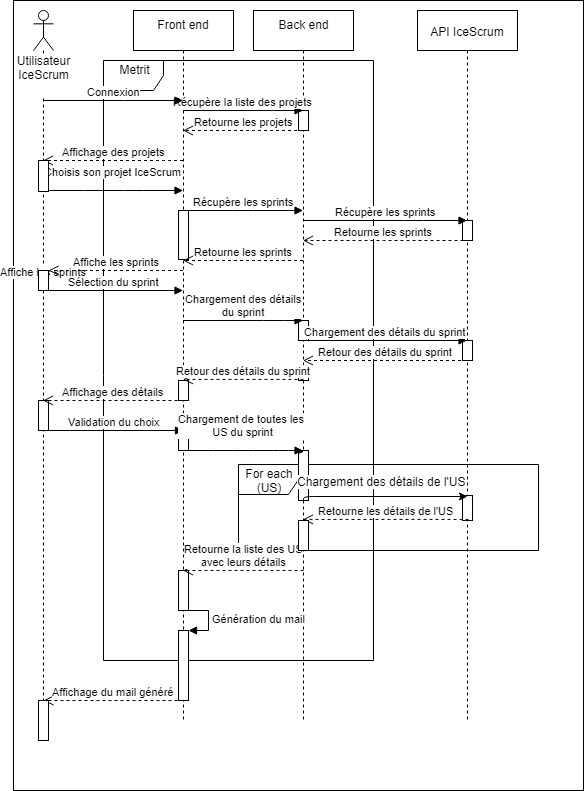 Front end
Back end
API IceScrum
Utilisateur
IceScrum
Metrit
Connexion
Récupère la liste des projets
Retourne les projets
Affichage des projets
Choisis son projet IceScrum
Récupère les sprints
Récupère les sprints
Retourne les sprints
Retourne les sprints
Affiche les sprints
Affiche les sprints
Sélection du sprint
Chargement des détails
du sprint
Chargement des détails du sprint
Retour des détails du sprint
Retour des détails du sprint
Affichage des détails
Validation du choix
Chargement de toutes les
US du sprint
For each
(US)
Chargement des détails de l'US
Retourne les détails de l'US
Retourne la liste des US
avec leurs détails
Génération du mail
Affichage du mail généré